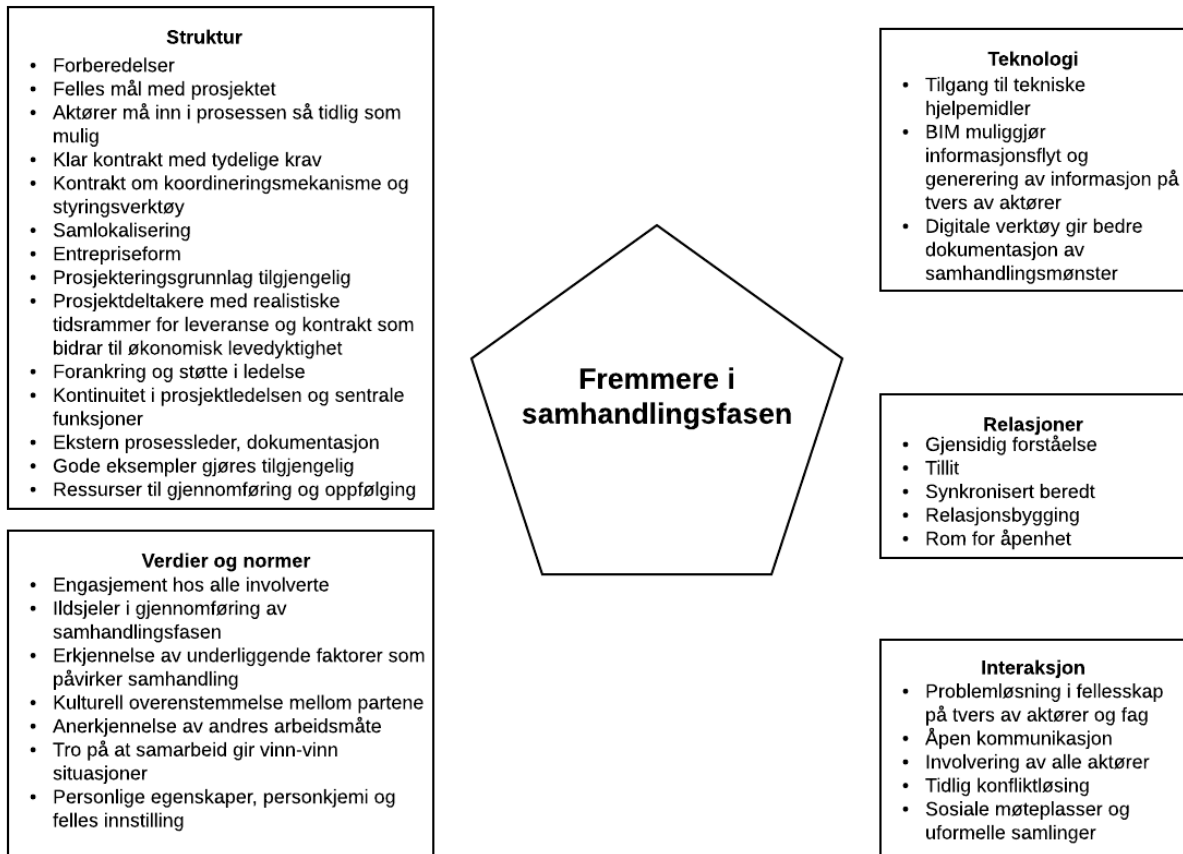 Struktur
• Forberedelser
• Felles mål med prosjektet
• Aktører må inn i prosessen så tidlig som
mulig
• Klar kontrakt med tydelige krav
• Kontrakt om koordineringsmekanisme og
styringsverktøy
• Samlokalisering
• Entrepriseform
• Prosjekteringsgrunnlag tilgjengelig
• Prosjektdeltakere med realistiske
tidsrammer for leveranse og kontrakt som
bidrar til økonomisk levedyktighet
• Forankring og støtte i ledelse
• Kontinuitet i prosjektledelsen og sentrale
funksjoner
• Ekstern prosessleder, dokumentasjon
• Gode eksempler gjøres tilgjengelig
• Ressurser til gjennomføring og oppfølging
Verdier og normer
• Engasjement hos alle involverte
• Ildsjeler i gjennomføring av
samhandlingsfasen
• Erkjennelse av underliggende faktorer som
påvirker samhandling
• Kulturell overenstemmelse mellom partene
• Anerkjennelse av andres arbeidsmåte
• Tro på at samarbeid gir vinn-vinn
situasjoner
• Personlige egenskaper, personkjemi og
felles innstilling
Fremmere i
samhandlingsfasen
Teknologi
• Tilgang til tekniske
hjelpemidler
• BIM muliggjør
informasjonsflyt og
generering av informasjon på
tvers av aktører
• Digitale verktøy gir bedre
dokumentasjon av
samhandlingsmønster
Relasjoner
• Gjensidig forståelse
• Tillit
• Synkronisert beredt
• Relasjonsbygging
• Rom for åpenhet
Interaksjon
• Problemløsning i fellesskap
på tvers av aktører og fag
• Åpen kommunikasjon
• Involvering av alle aktører
• Tidlig konfliktløsing
• Sosiale møteplasser og
uformelle samlinger